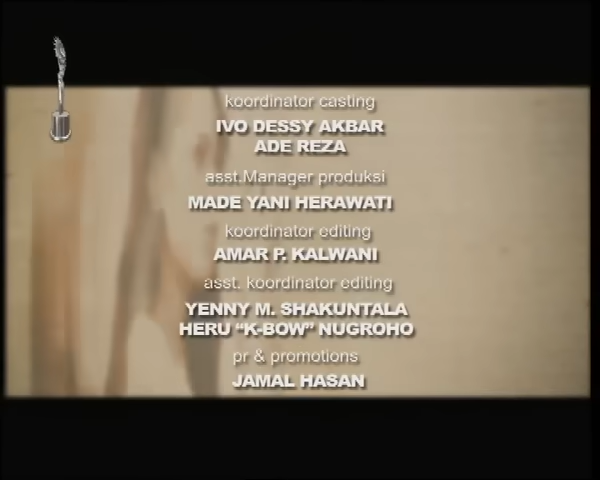 koordinator casting
IVO DESSY AKBAR
ADE REZA
asst.Manager produksi
MADE YANI HERAWATI
koordinator editing
AMAR P. KALWANI
asst. koordinator editing
YENNY M. SHAKUNTALA
HERU “K-BOW” NUGROHO
pr & promotions
JAMAL HASAN